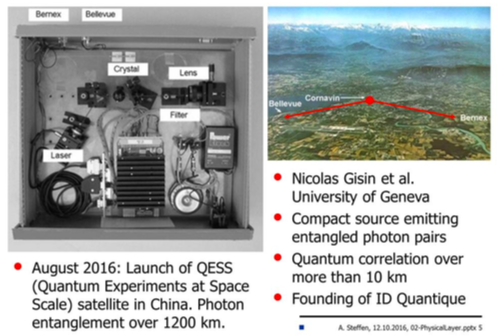 Bernex Bellevue
Crystal
Lens
Filter
Laser
Cornavin
Bellevue
Bernex
• August 2016: Launch of QESS
(Quantum Experiments at Space
Scale) satellite in China. Photon
entanglement over 1200 km.
• Nicolas Gisin et al.
University of Geneva
• Compact source emitting
entangled photon pairs
• Quantum correlation over
more than 10 km
• Founding of ID Quantique
A. Steffen, 12.10.2016, 02-PhysicalLayer.pptx 5